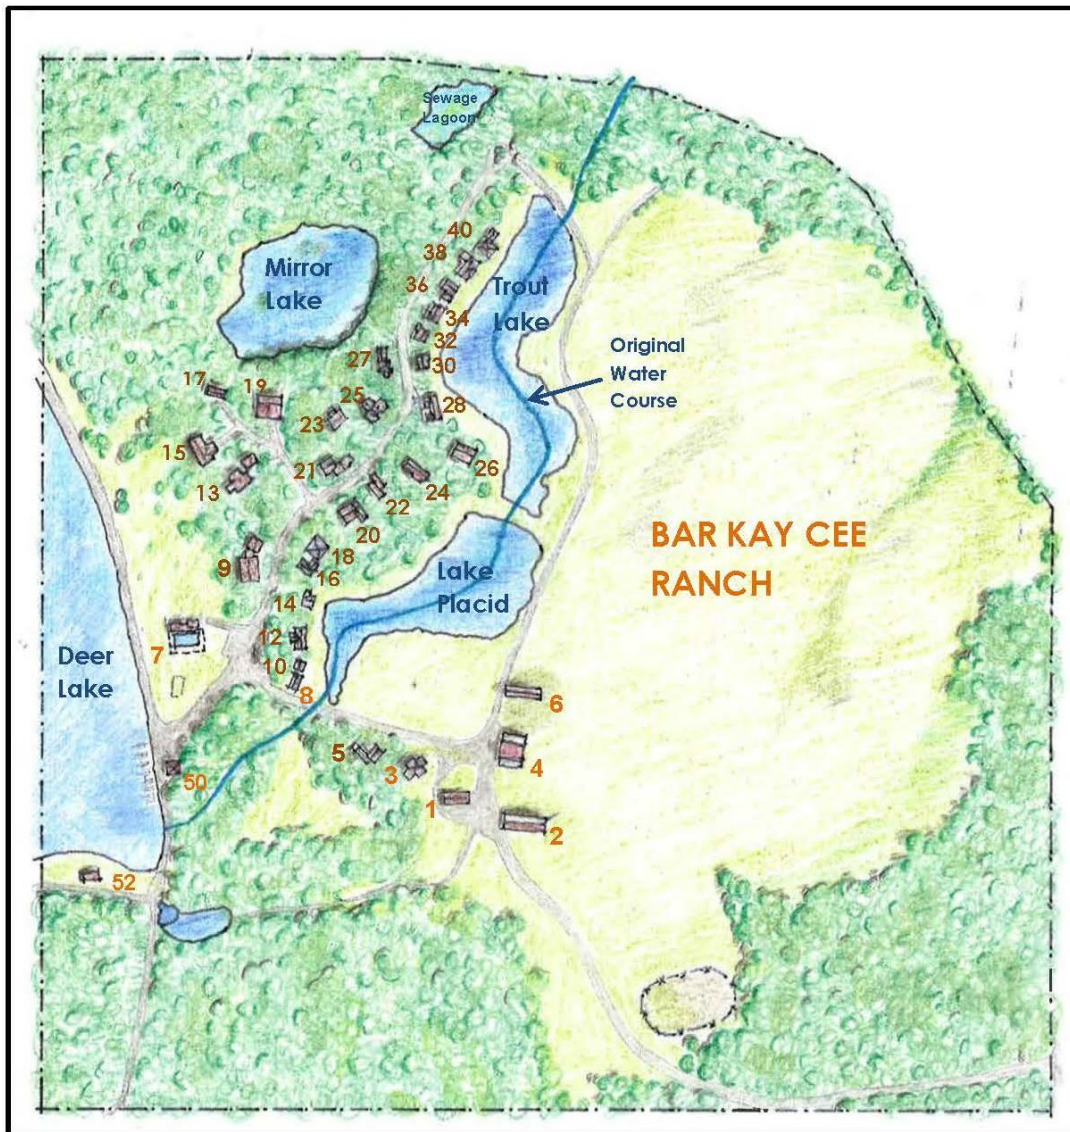 Sewage
Lagoon
40
38
Mirror
Lake
36
Trout
Lake
34
32
Original
Water
Course
27
30
17
19
25
28
23
15
21
26
13
24
22
20
BAR KAY CEE
RANCH
18
9
16
Lake
Placid
14
12
7
Deer
Lake
10
8
6
5
3
4
50
1
2
52